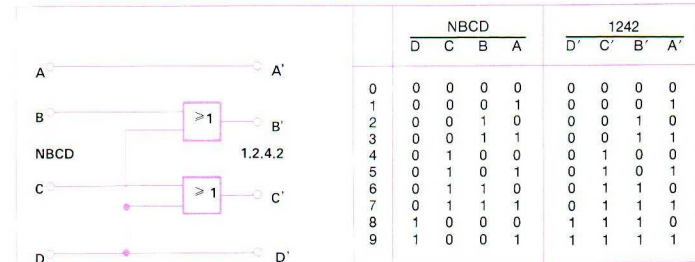 NBCD 1242
D C B A D' C' B' A'
A A'
0 0 0 0 0 0 0 0 0
1 0 0 0 1 0 0 0 1
B ⩾1 B'
2 0 0 1 0 0 0 1 0
3 0 0 1 1 0 0 1 1
NBCD 1.2.4.2
4 0 1 0 0 0 1 0 0
5 0 1 0 1 0 1 0 1
C ⩾1 C'
6 0 1 1 0 0 1 1 0
7 0 1 1 1 0 1 1 1
8 1 0 0 0 1 1 1 0
9 1 0 0 1 1 1 1 1
D D'